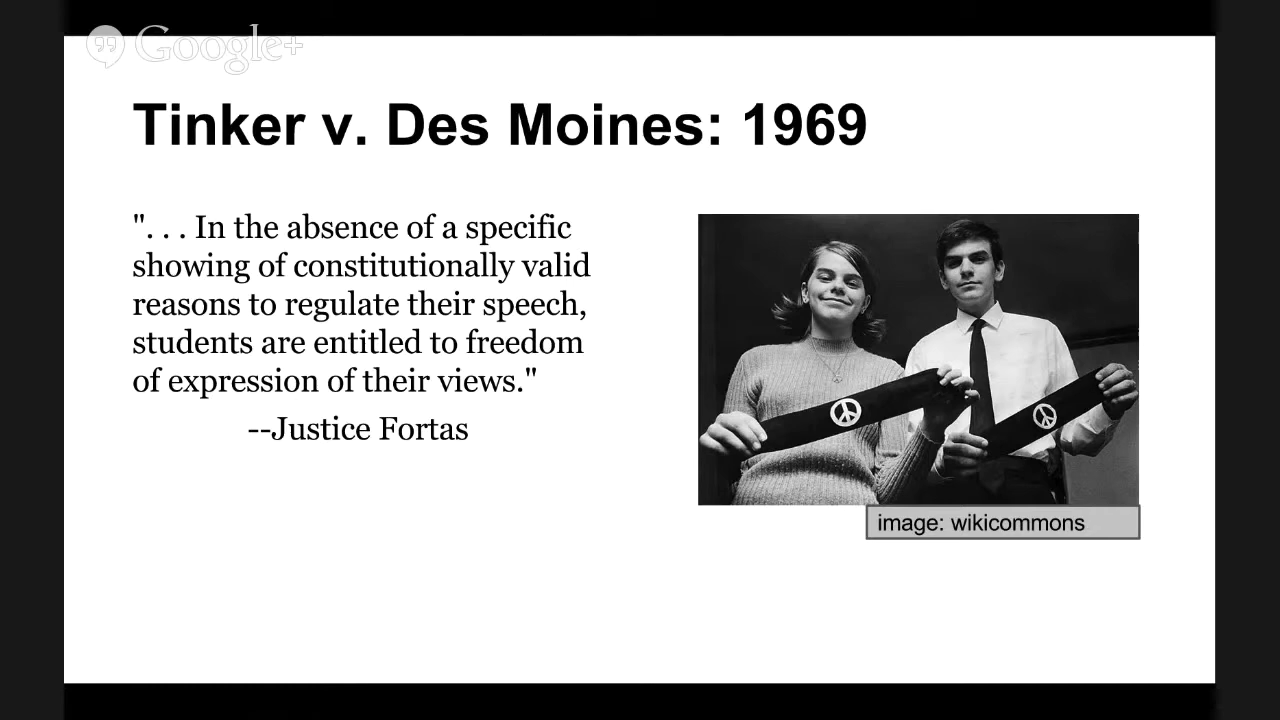 Google+
Tinker v. Des Moines: 1969
". . . In the absence of a specific
showing of constitutionally valid
reasons to regulate their speech,
students are entitled to freedom
of expression of their views."
--Justice Fortas
image: wikicommons